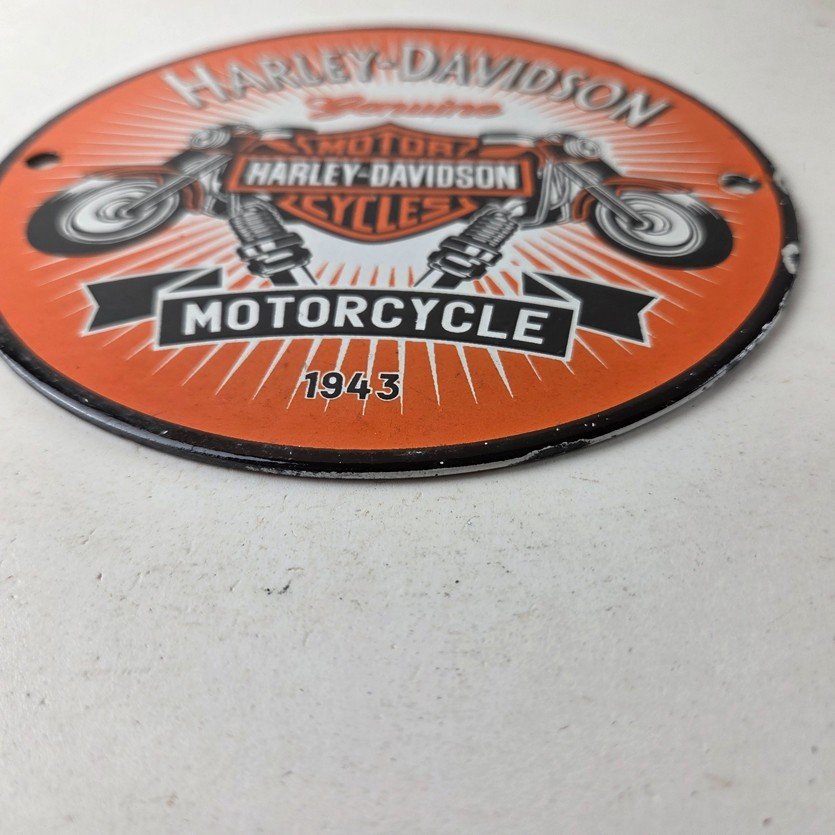 HARLEY-DAVIDSON
Genuine
MOTOR
HARLEY-DAVIDSON
CYCLES
MOTORCYCLE
1943